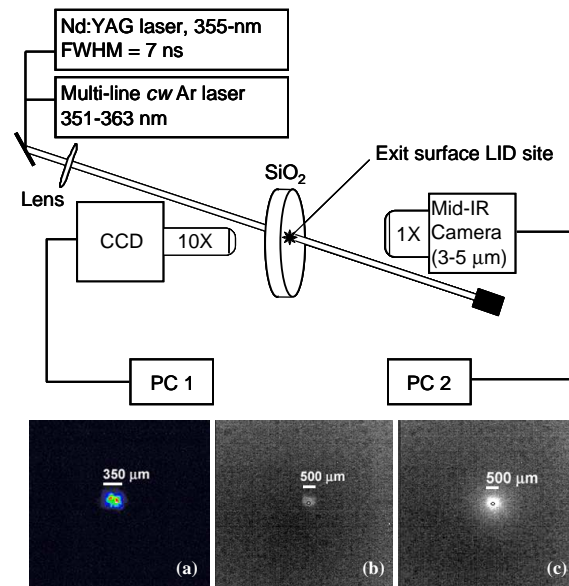 Nd:YAG laser, 355-nm
FWHM = 7 ns
Multi-line cw Ar laser
351-363 nm
Exit surface LID site
SiO2
Lens
CCD
10X
1X
Mid-IR
Camera
(3-5 μm)
PC 1
PC 2
350 μm
(a)
500 μm
(b)
500 μm
(c)